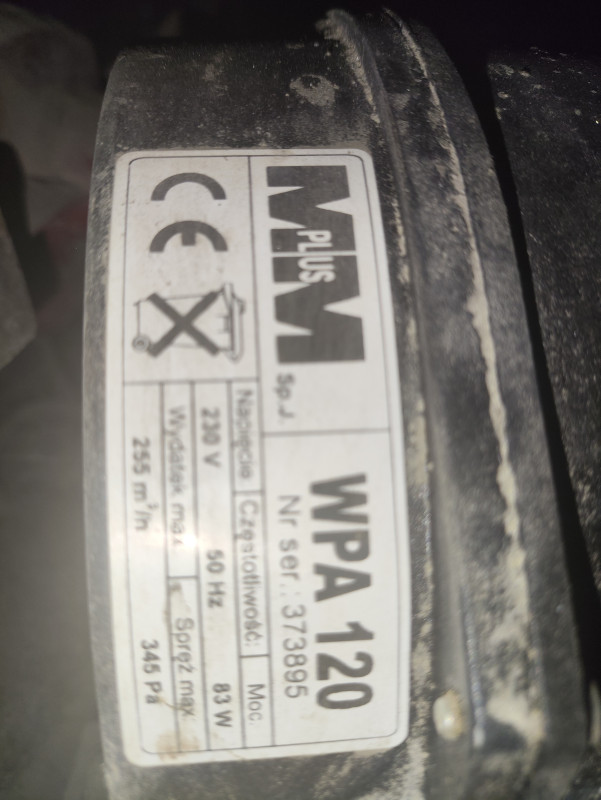 M PLUS M Sp.J.
WPA 120
Nr ser.: 373895
CE
Napięcie Częstotliwość: Moc.
230 V 50 Hz 83 W
Wydatek max. Spręż max.
255 m³/h 345 Pa